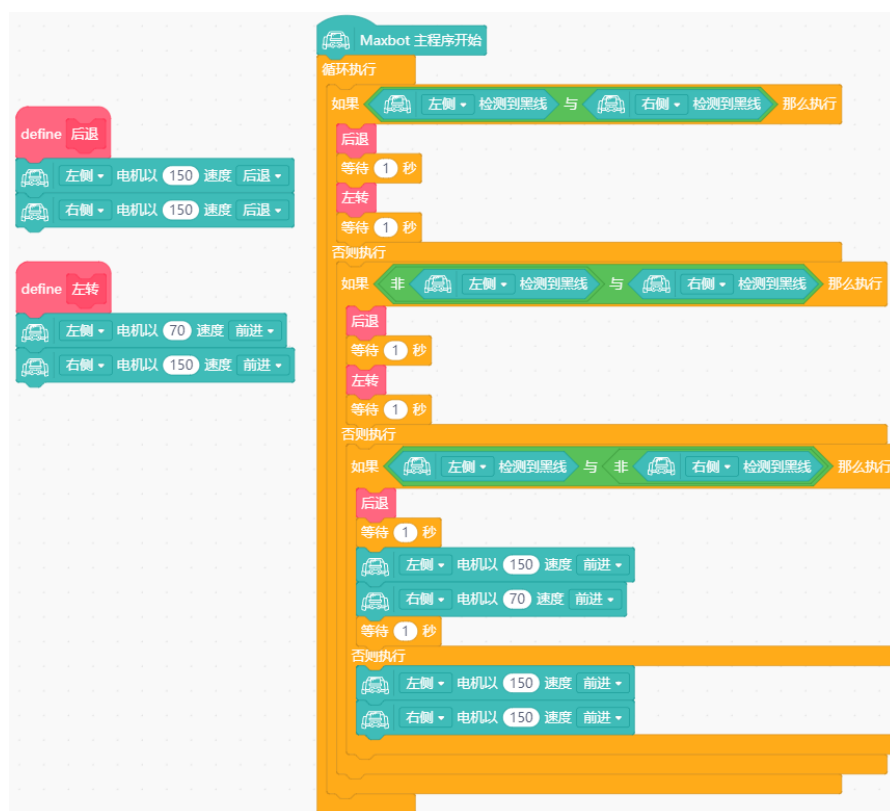 Maxbot 主程序开始
循环执行
如果 左侧 检测到黑线 与 右侧 检测到黑线 那么执行
后退
等待 1 秒
左转
等待 1 秒
否则执行
如果 非 左侧 检测到黑线 与 右侧 检测到黑线 那么执行
后退
等待 1 秒
左转
等待 1 秒
否则执行
如果 左侧 检测到黑线 与 非 右侧 检测到黑线 那么执行
后退
等待 1 秒
左侧 电机以 150 速度 前进
右侧 电机以 70 速度 前进
等待 1 秒
否则执行
左侧 电机以 150 速度 前进
右侧 电机以 150 速度 前进
define 后退
左侧 电机以 150 速度 后退
右侧 电机以 150 速度 后退
define 左转
左侧 电机以 70 速度 前进
右侧 电机以 150 速度 前进